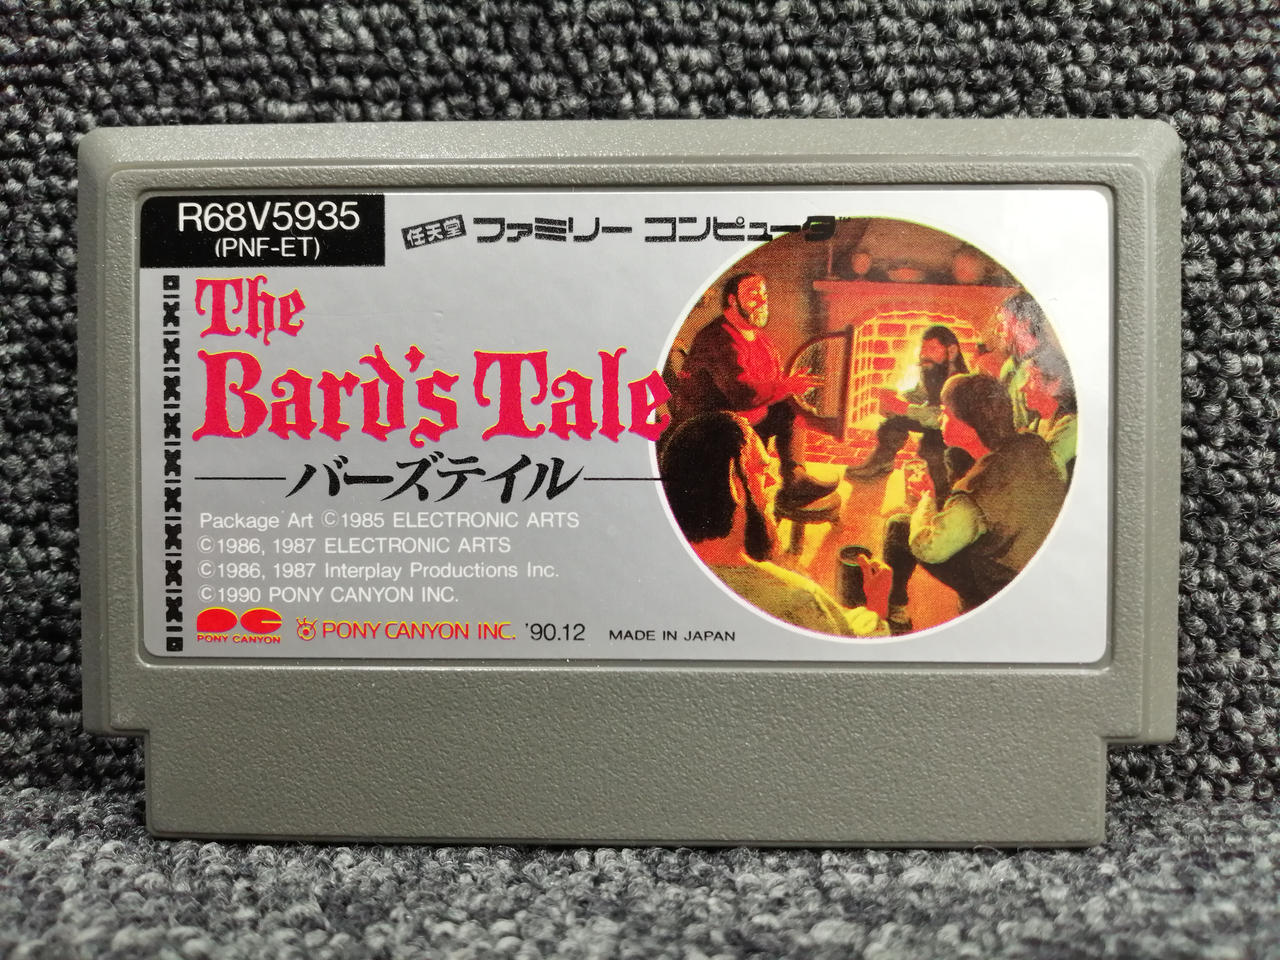 R68V5935
(PNF-ET)
任天堂 ファミリー コンピュータ™
The
Bard's Tale
バーズテイル
Package Art ©1985 ELECTRONIC ARTS
©1986, 1987 ELECTRONIC ARTS
©1986, 1987 Interplay Productions Inc.
©1990 PONY CANYON INC.
PONY CANYON
PONY CANYON INC. '90.12 MADE IN JAPAN